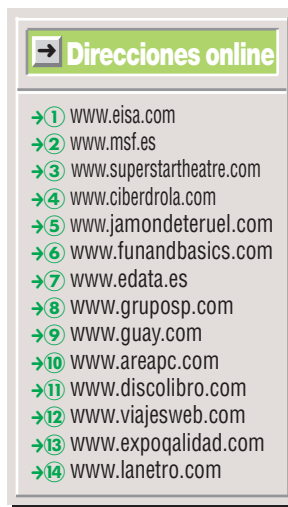 → Direcciones online
→① www.eisa.com
→② www.msf.es
→③ www.superstartheatre.com
→④ www.ciberdrola.com
→⑤ www.jamondeteruel.com
→⑥ www.funandbasics.com
→⑦ www.edata.es
→⑧ www.gruposp.com
→⑨ www.guay.com
→⑩ www.areapc.com
→⑪ www.discolibro.com
→⑫ www.viajesweb.com
→⑬ www.expoqalidad.com
→⑭ www.lanetro.com